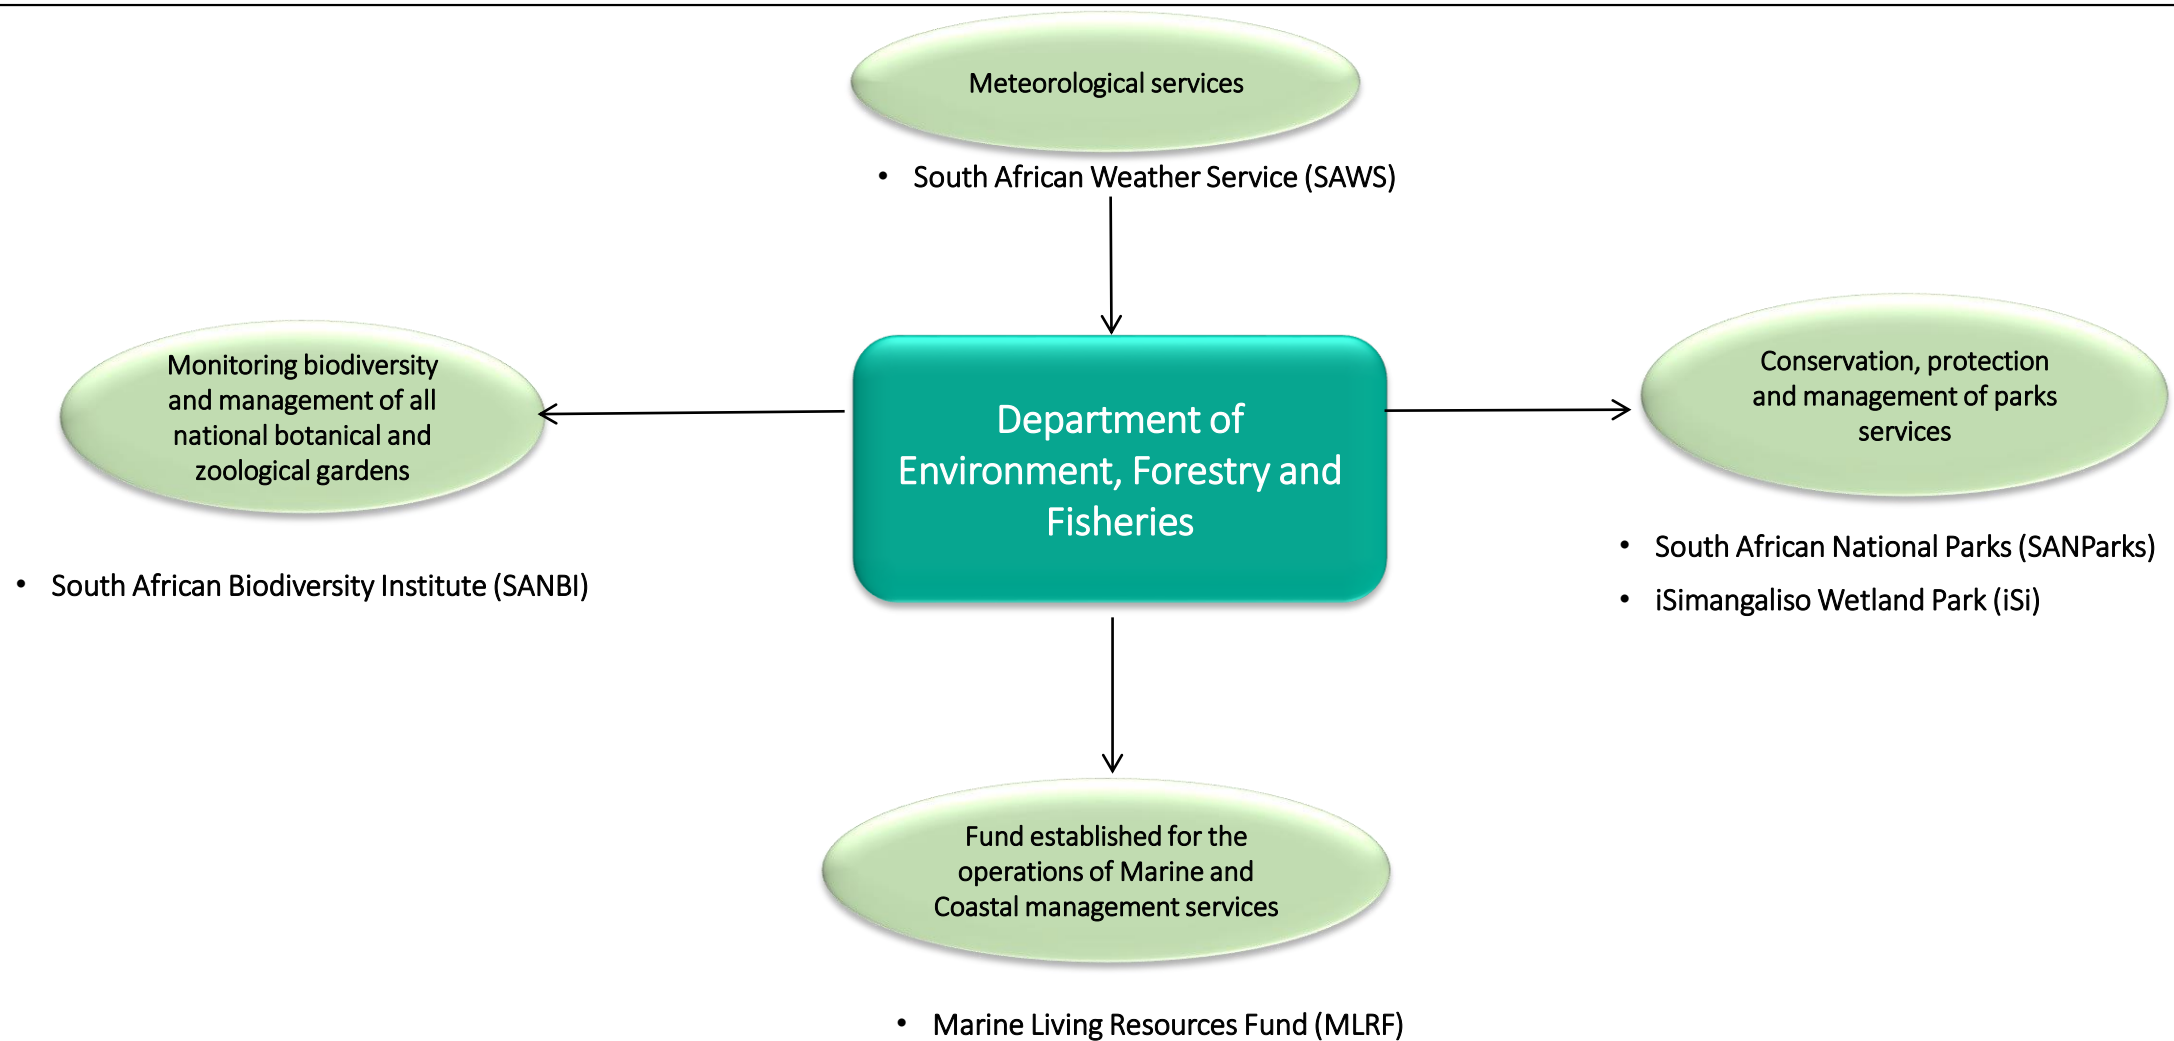 Meteorological services
• South African Weather Service (SAWS)
Monitoring biodiversity
and management of all
national botanical and
zoological gardens
• South African Biodiversity Institute (SANBI)
Department of
Environment, Forestry and
Fisheries
Conservation, protection
and management of parks
services
• South African National Parks (SANParks)
• iSimangaliso Wetland Park (iSi)
Fund established for the
operations of Marine and
Coastal management services
• Marine Living Resources Fund (MLRF)